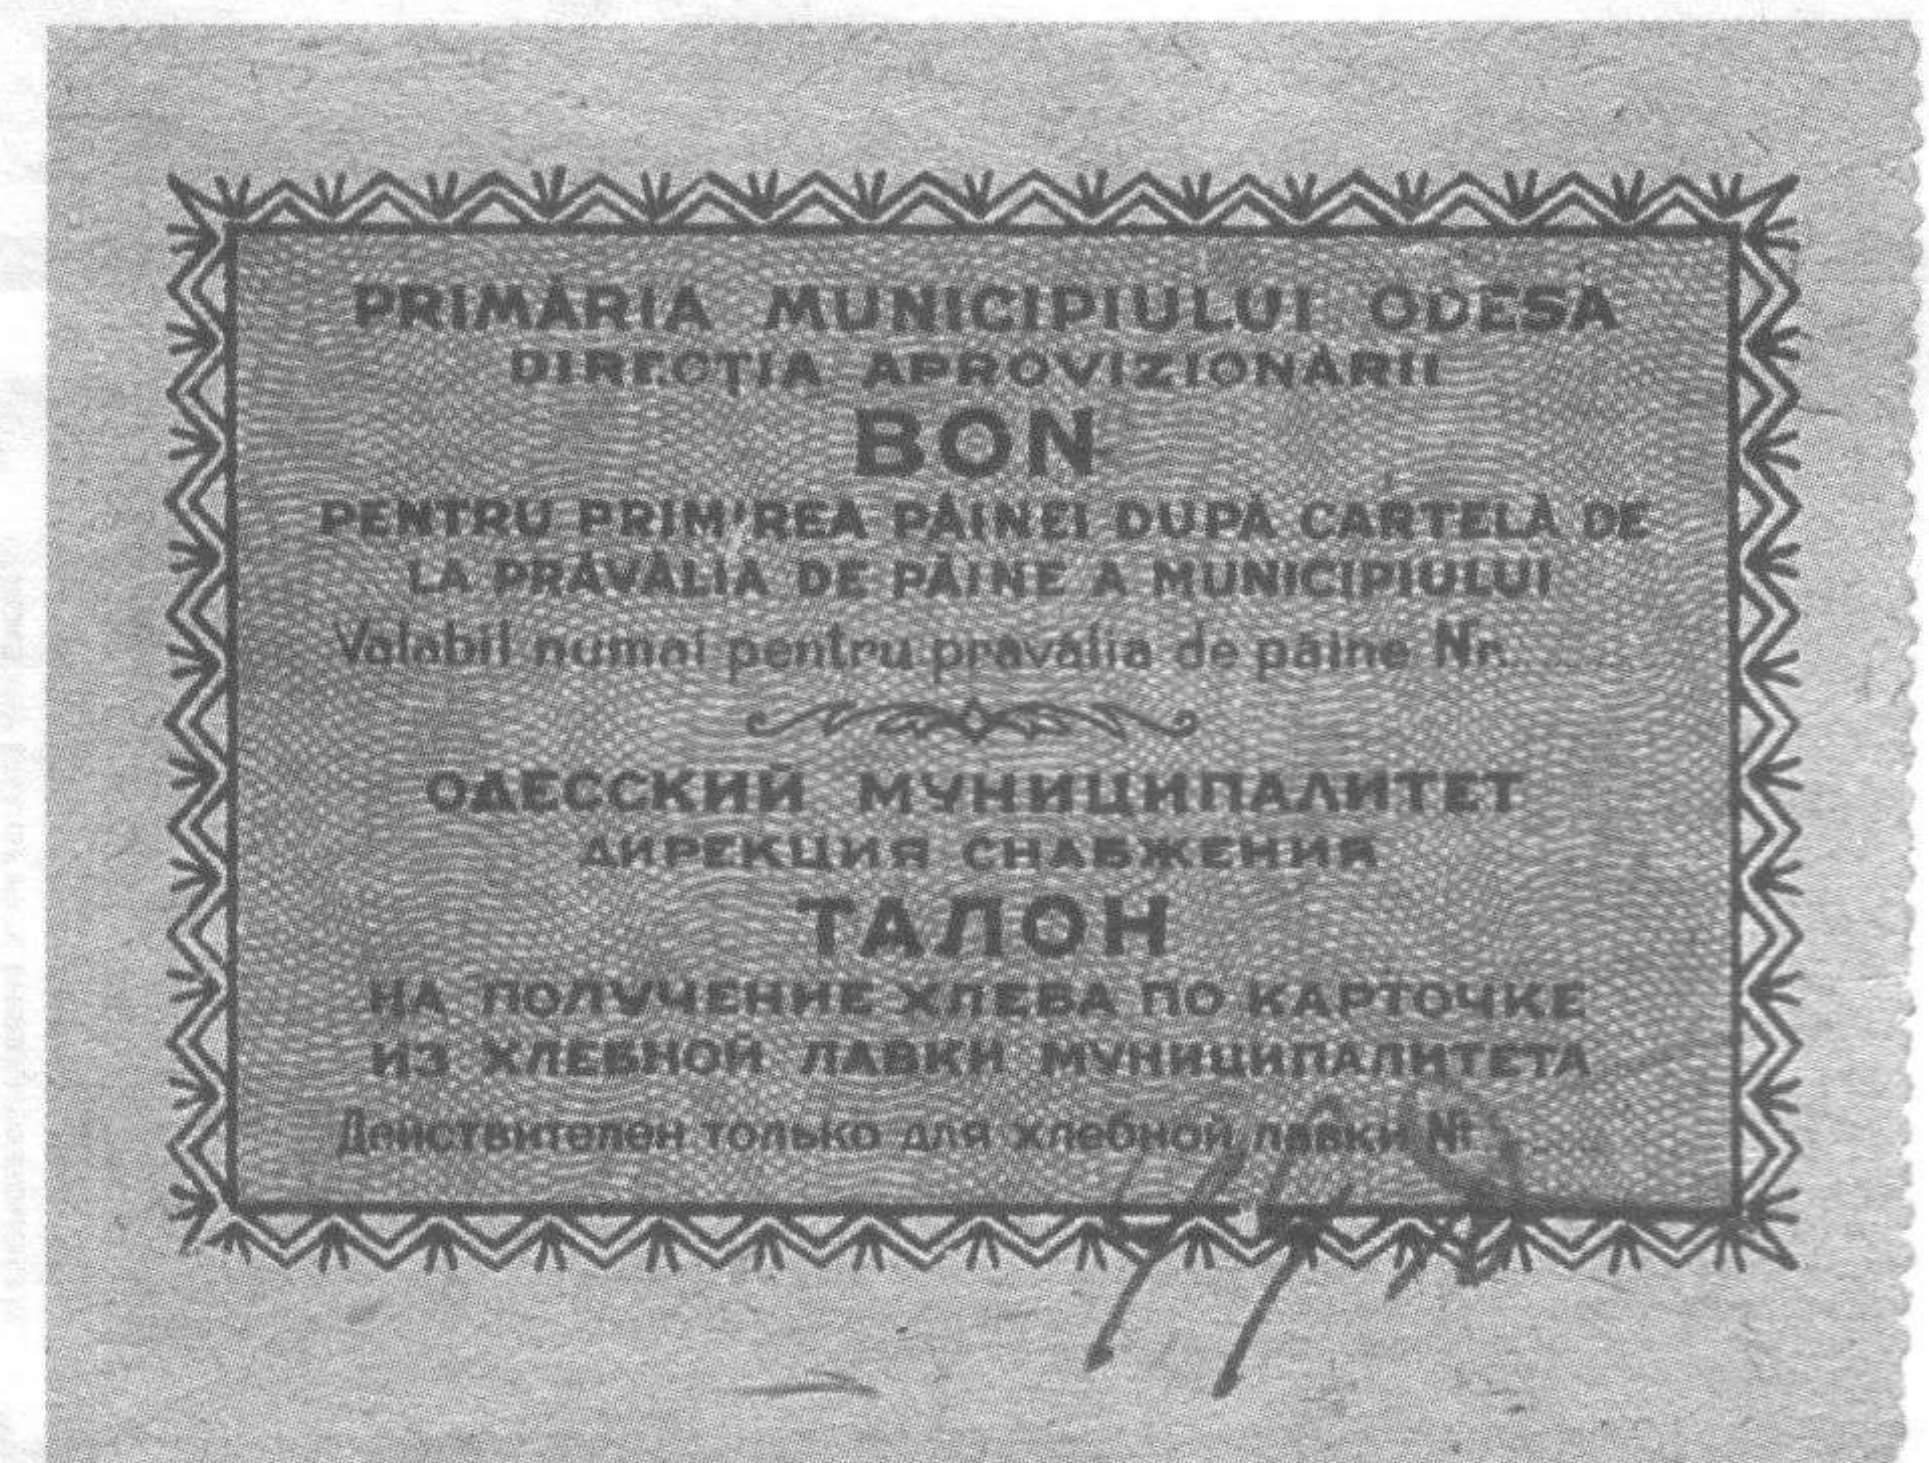 PRIMĂRIA MUNICIPIULUI ODESA
DIRECȚIA APROVIZIONĂRII
BON
PENTRU PRIMIREA PÂINEI DUPĂ CARTELĂ DE
LA PRĂVĂLIA DE PÂINE A MUNICIPIULUI
Valabil numai pentru prăvălia de pâine Nr.
ОДЕССКИЙ МУНИЦИПАЛИТЕТ
ДИРЕКЦИЯ СНАБЖЕНИЯ
ТАЛОН
НА ПОЛУЧЕНИЕ ХЛЕБА ПО КАРТОЧКЕ
ИЗ ХЛЕБНОЙ ЛАВКИ МУНИЦИПАЛИТЕТА
Действителен только для хлебной лавки №